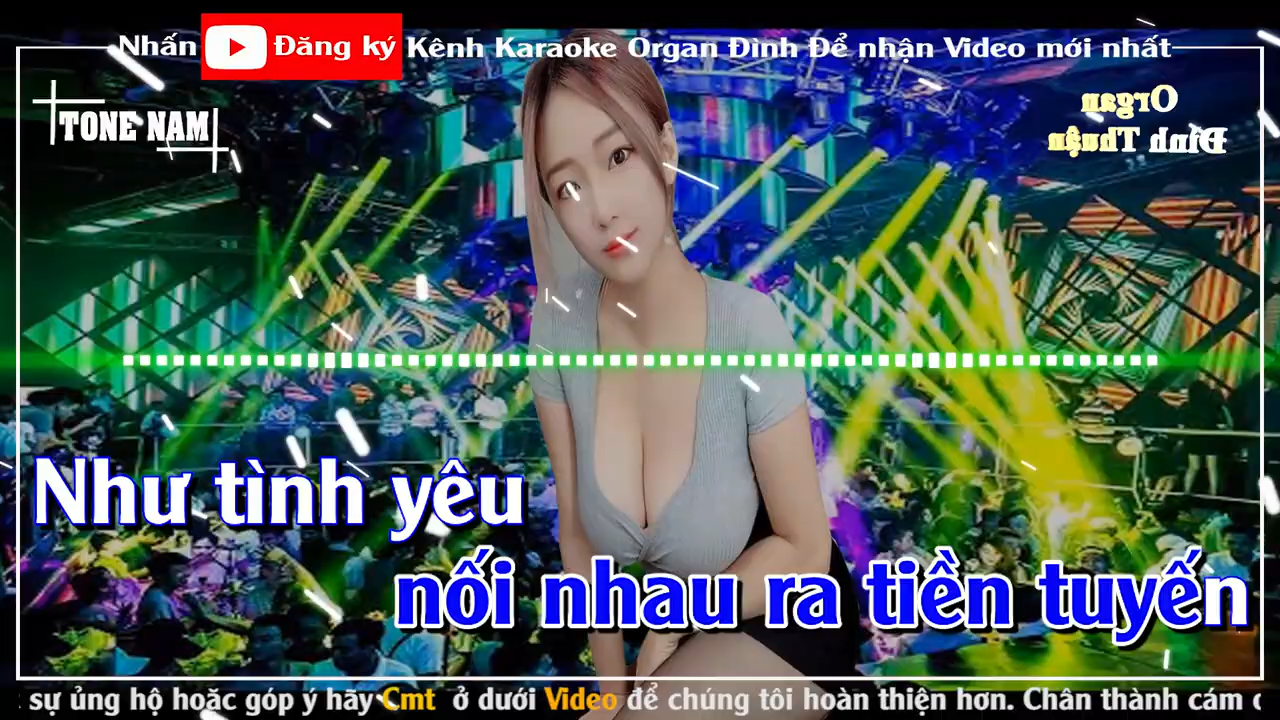 Nhấn Đăng ký Kênh Karaoke Organ Đình Để nhận Video mới nhất
TONE NAM
Organ
Đình Thuận
Như tình yêu
nối nhau ra tiền tuyến
sự ủng hộ hoặc góp ý hãy Cmt ở dưới Video để chúng tôi hoàn thiện hơn. Chân thành cám